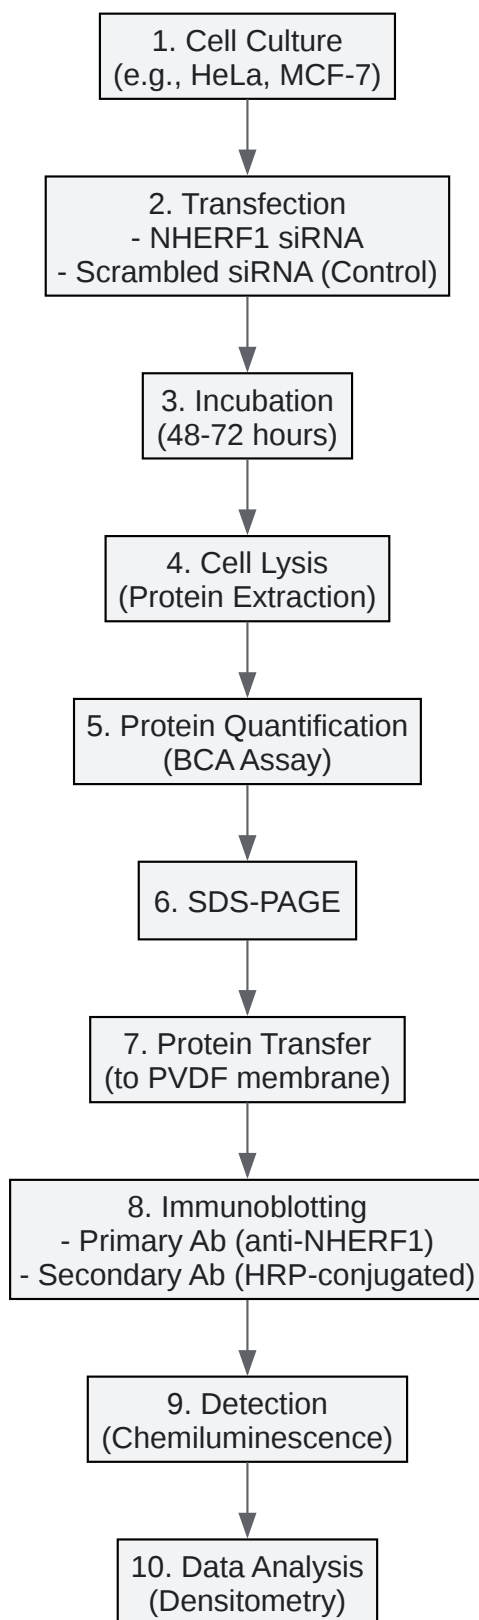 1. Cell Culture
(e.g., HeLa, MCF-7)
2. Transfection
- NHERF1 siRNA
- Scrambled siRNA (Control)
3. Incubation
(48-72 hours)
4. Cell Lysis
(Protein Extraction)
5. Protein Quantification
(BCA Assay)
6. SDS-PAGE
7. Protein Transfer
(to PVDF membrane)
8. Immunoblotting
- Primary Ab (anti-NHERF1)
- Secondary Ab (HRP-conjugated)
9. Detection
(Chemiluminescence)
10. Data Analysis
(Densitometry)